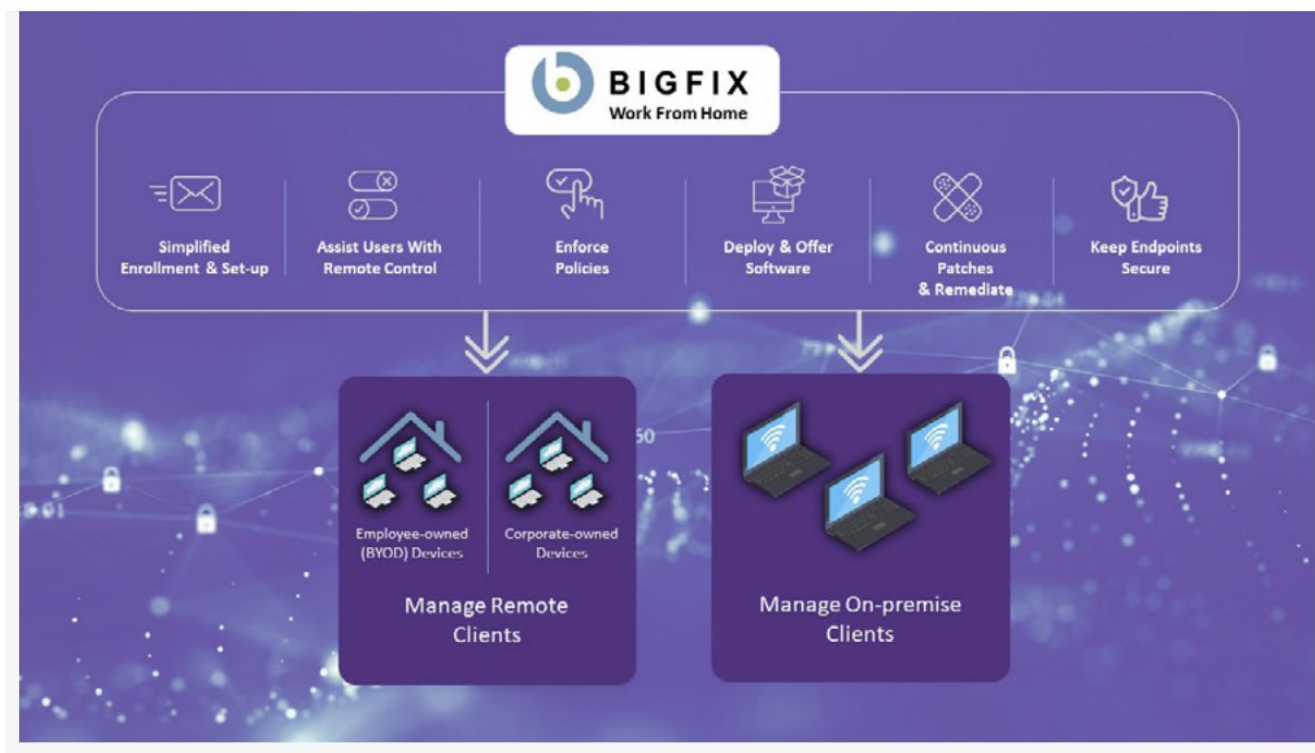 BIGFIX
Work From Home
Simplified
Enrollment & Set-up
Assist Users With
Remote Control
Enforce
Policies
Deploy & Offer
Software
Continuous
Patches
& Remediate
Keep Endpoints
Secure
Employee-owned
(BYOD) Devices
Corporate-owned
Devices
Manage Remote
Clients
Manage On-premise
Clients